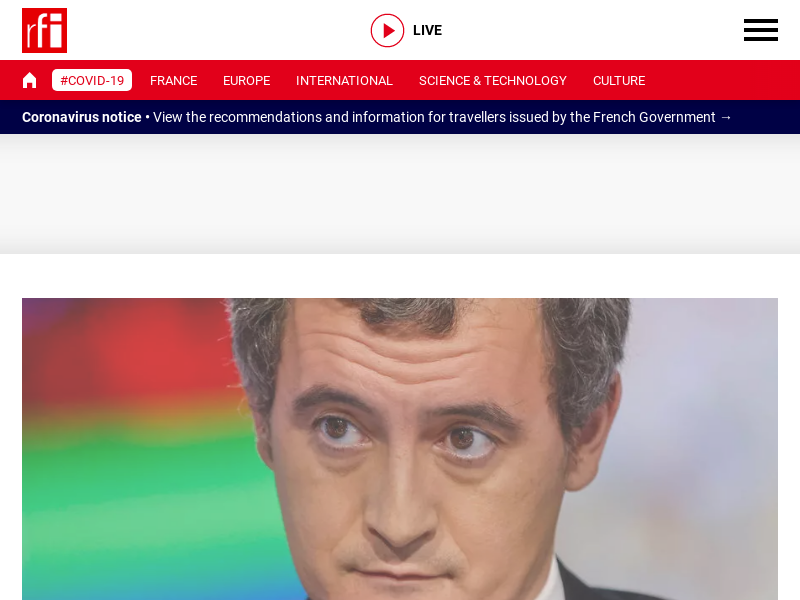 rfi
LIVE
#COVID-19 FRANCE EUROPE INTERNATIONAL SCIENCE & TECHNOLOGY CULTURE
Coronavirus notice • View the recommendations and information for travellers issued by the French Government →